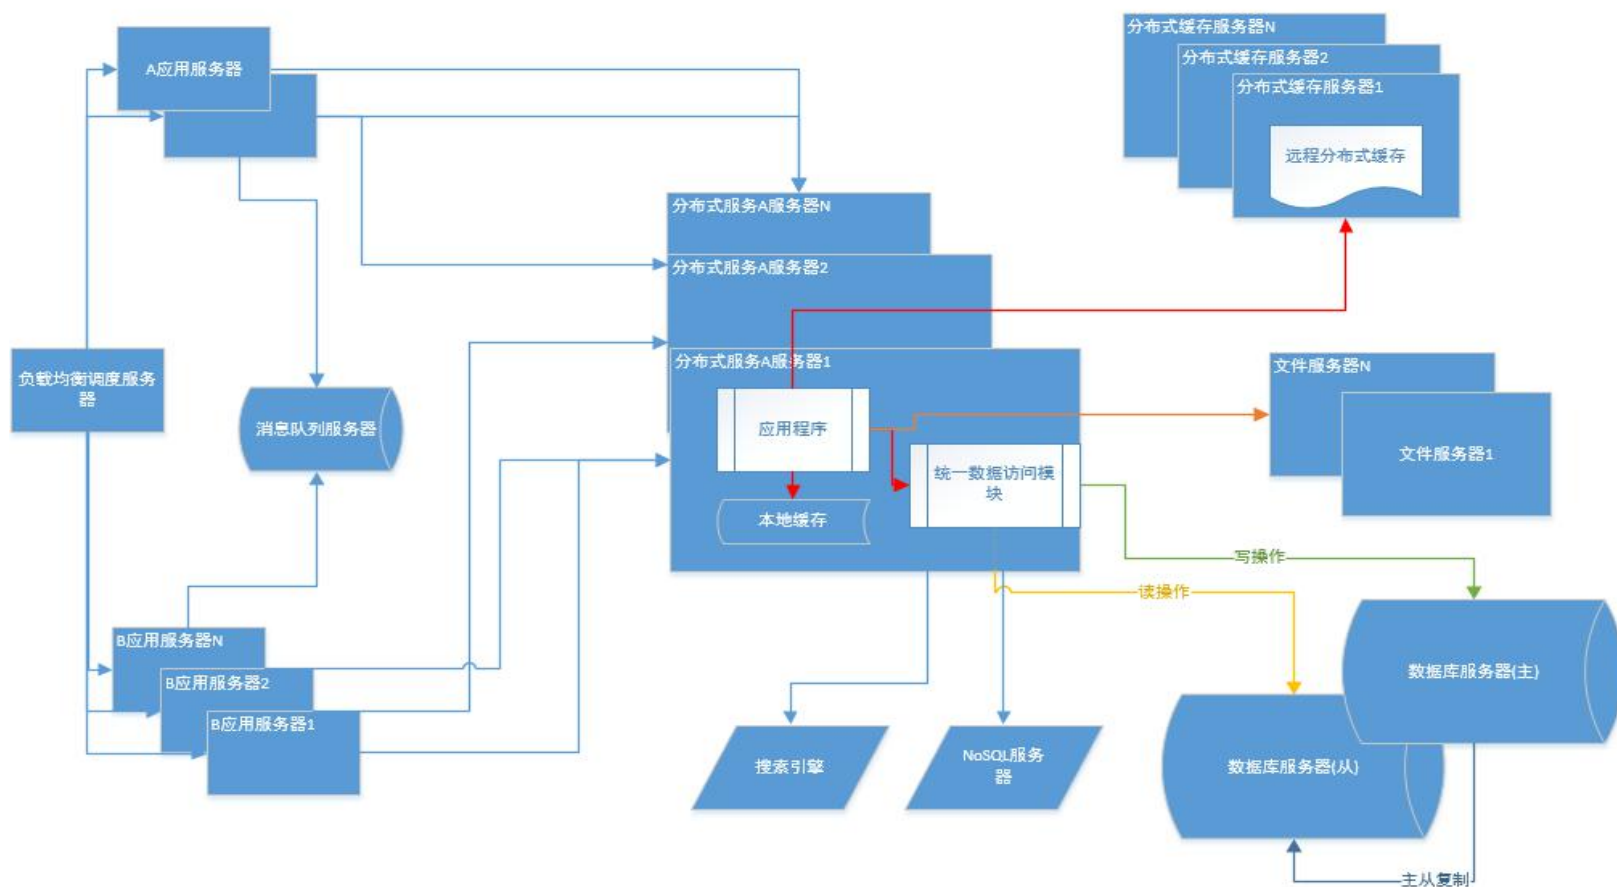 分布式缓存服务器N
分布式缓存服务器2
分布式缓存服务器1
远程分布式缓存
A应用服务器
分布式服务A服务器N
分布式服务A服务器2
分布式服务A服务器1
应用程序
统一数据访问模
块
本地缓存
负载均衡调度服务
器
消息队列服务器
文件服务器N
文件服务器1
写操作
读操作
B应用服务器N
B应用服务器2
B应用服务器1
搜索引擎
NoSQL服务
器
数据库服务器(主)
数据库服务器(从)
主从复制